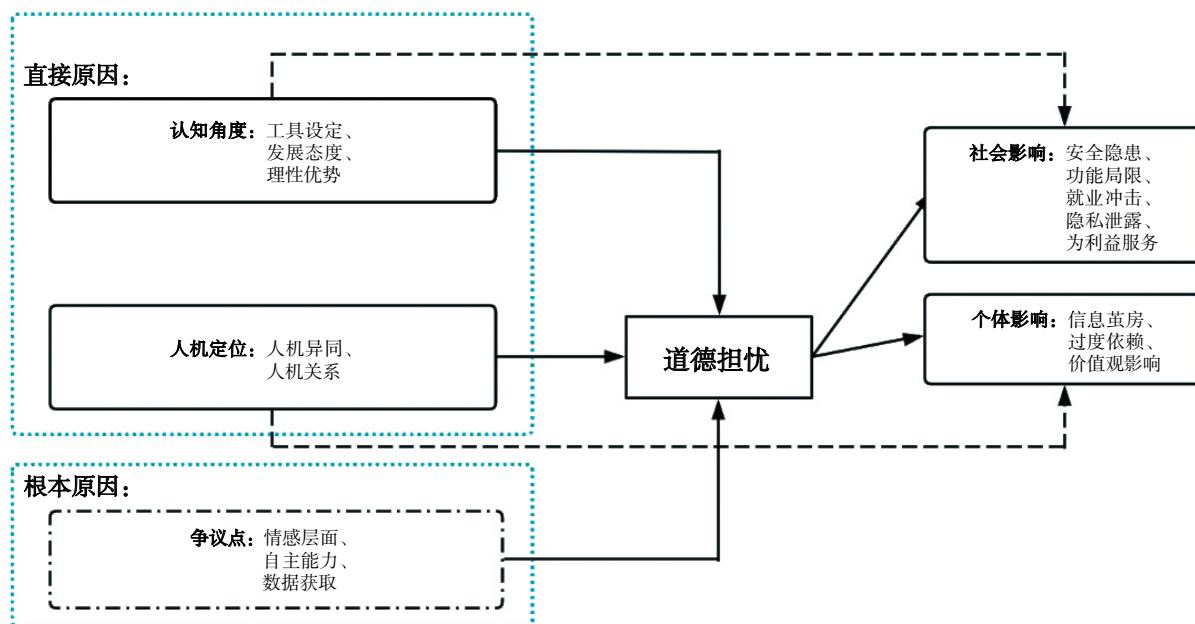 直接原因：
认知角度：工具设定、
发展态度、
理性优势
人机定位：人机异同、
人机关系
根本原因：
争议点：情感层面、
自主能力、
数据获取
道德担忧
社会影响：安全隐患、
功能局限、
就业冲击、
隐私泄露、
为利益服务
个体影响：信息茧房、
过度依赖、
价值观影响